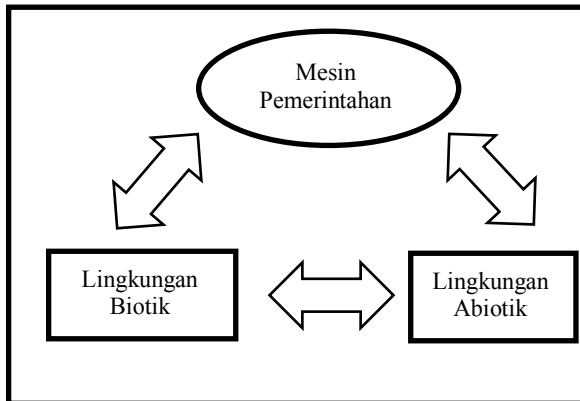 Mesin
Pemerintahan
Lingkungan
Biotik
Lingkungan
Abiotik